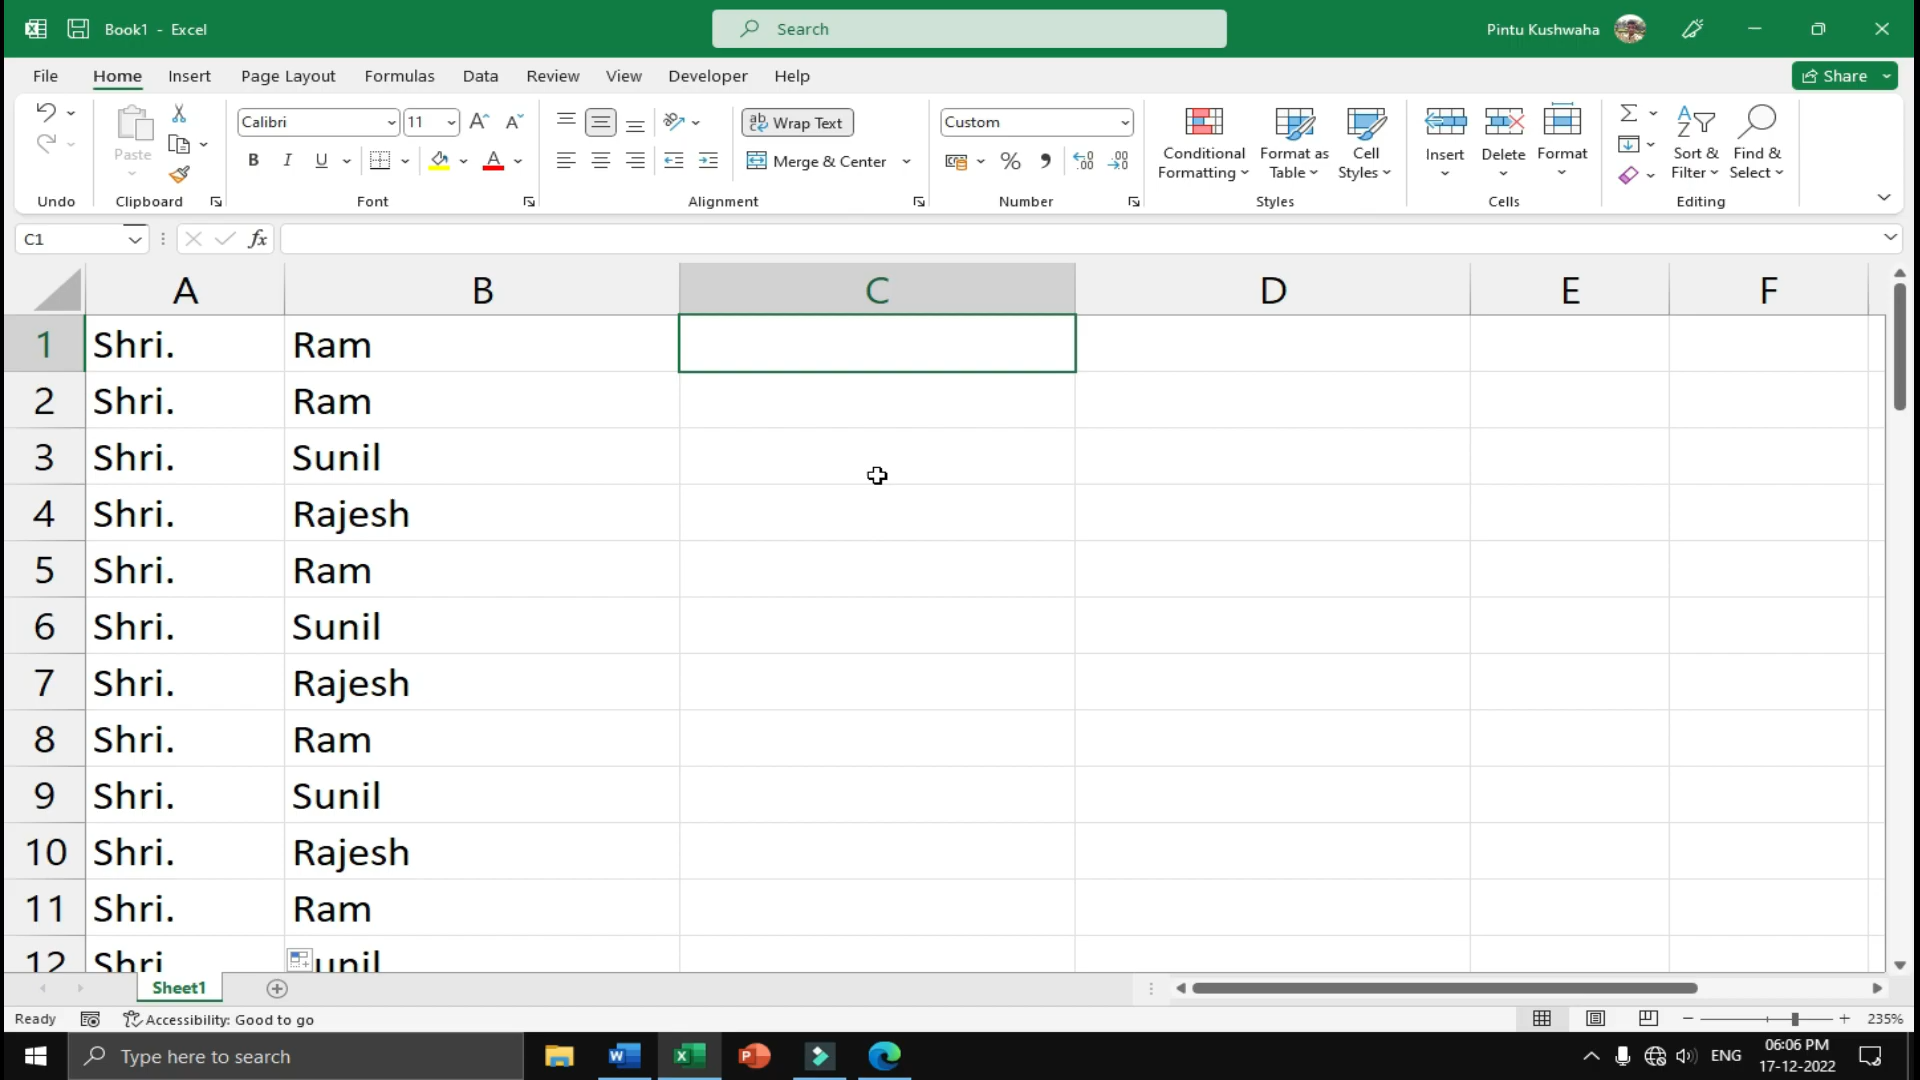 Book1 - Excel
Search
Pintu Kushwaha
File Home Insert Page Layout Formulas Data Review View Developer Help
Share
Calibri 11
Wrap Text
Custom
Paste
Merge & Center
Conditional Formatting
Format as Table
Cell Styles
Insert Delete Format
Sort & Filter
Find & Select
Undo Clipboard Font Alignment Number Styles Cells Editing
C1 fx
A B C D E F
1 Shri. Ram
2 Shri. Ram
3 Shri. Sunil
4 Shri. Rajesh
5 Shri. Ram
6 Shri. Sunil
7 Shri. Rajesh
8 Shri. Ram
9 Shri. Sunil
10 Shri. Rajesh
11 Shri. Ram
12 Shri unil
Sheet1
Ready Accessibility: Good to go 235%
Type here to search
ENG 06:06 PM
17-12-2022